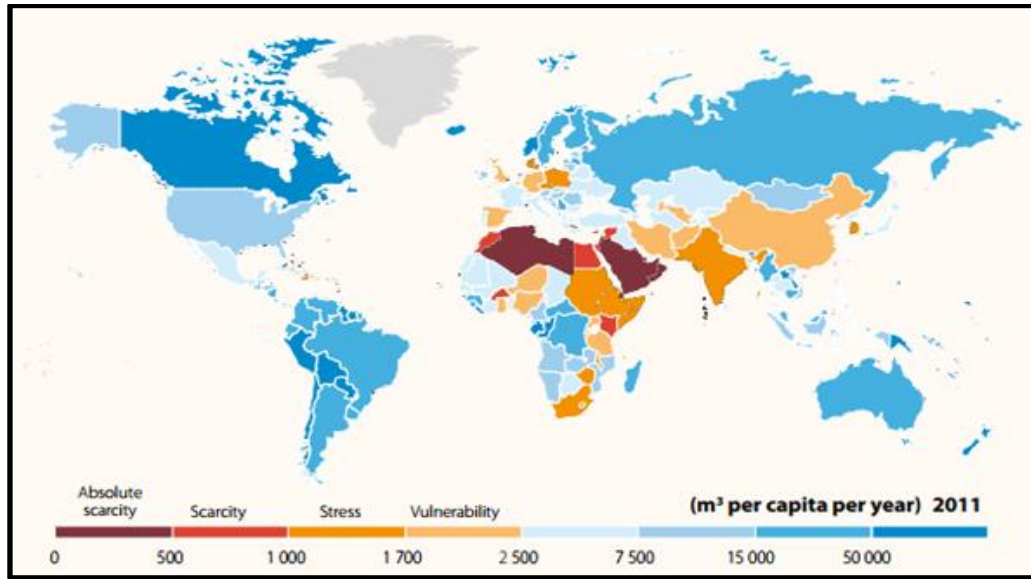 Absolute
scarcity Scarcity Stress Vulnerability (m³ per capita per year) 2011
0 500 1 000 1 700 2 500 7 500 15 000 50 000